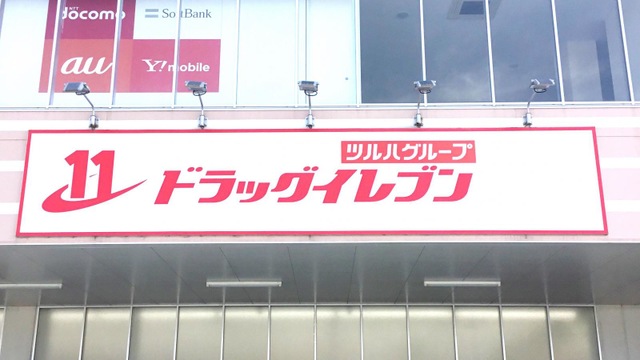 NTT
docomo
SoftBank
au
Y!mobile
ツルハグループ
11
ドラッグイレブン